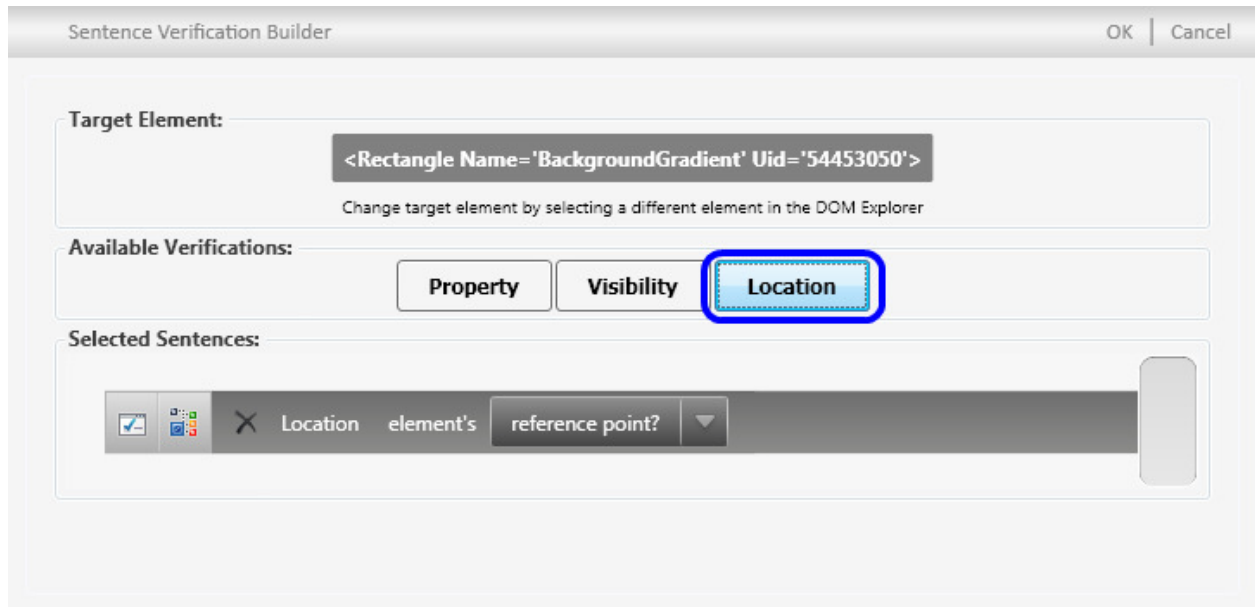 Sentence Verification Builder OK | Cancel
Target Element:
<Rectangle Name='BackgroundGradient' Uid='54453050'>
Change target element by selecting a different element in the DOM Explorer
Available Verifications:
Property Visibility Location
Selected Sentences:
Location element's reference point?